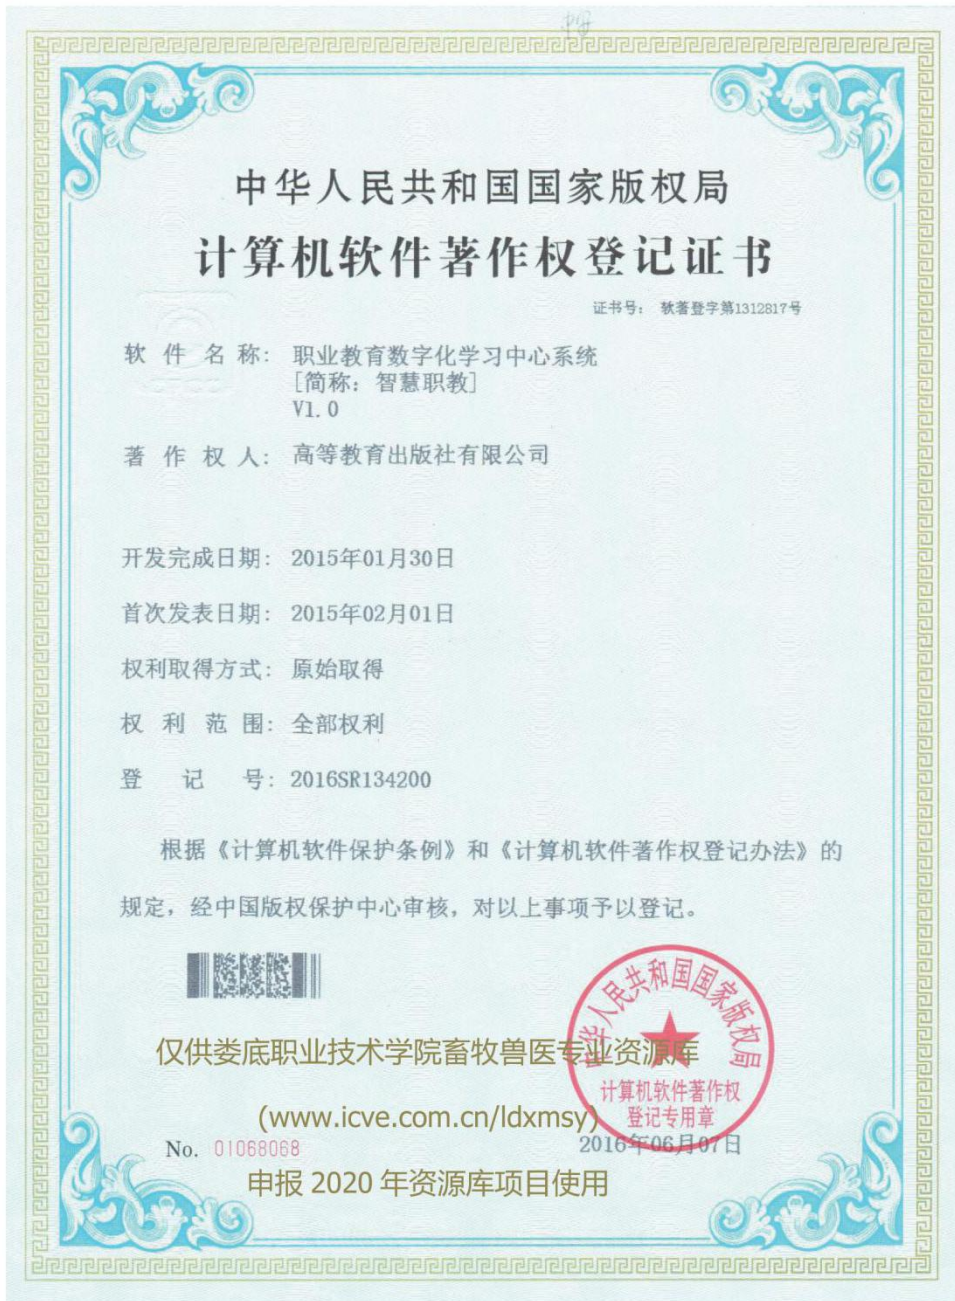 中华人民共和国国家版权局
计算机软件著作权登记证书
证书号： 软著登字第1312817号
软件名称： 职业教育数字化学习中心系统
[简称：智慧职教]
V1.0
著作权人： 高等教育出版社有限公司
开发完成日期： 2015年01月30日
首次发表日期： 2015年02月01日
权利取得方式： 原始取得
权利范围： 全部权利
登记号： 2016SR134200
根据《计算机软件保护条例》和《计算机软件著作权登记办法》的
规定，经中国版权保护中心审核，对以上事项予以登记。
中华人民共和国国家版权局
仅供娄底职业技术学院畜牧兽医专业资源库
计算机软件著作权
登记专用章
(www.icve.com.cn/ldxmsy)
2016年06月07日
No. 01068068
申报 2020 年资源库项目使用